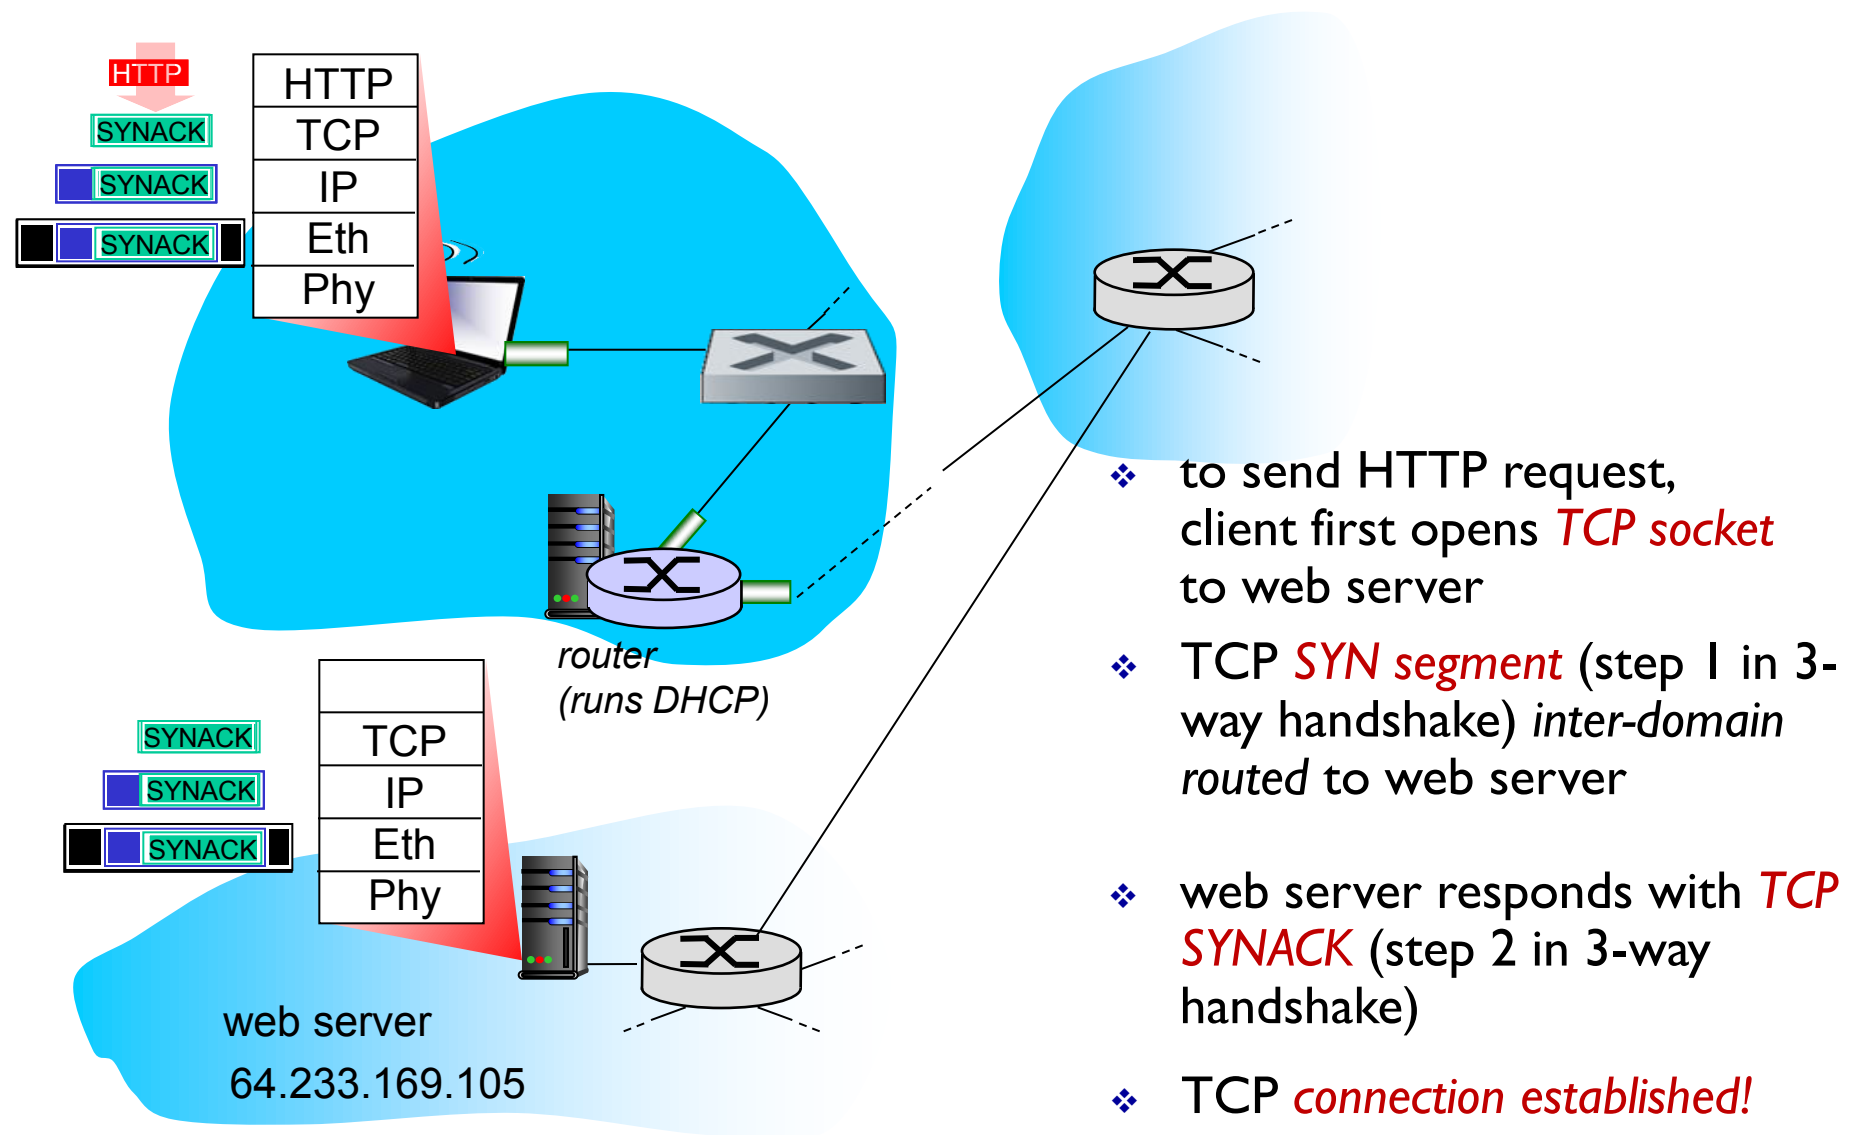 HTTP
SYNACK
SYNACK
SYNACK
HTTP
TCP
IP
Eth
Phy
router
(runs DHCP)
SYNACK
SYNACK
SYNACK
TCP
IP
Eth
Phy
web server
64.233.169.105
to send HTTP request,
client first opens TCP socket
to web server
TCP SYN segment (step 1 in 3-
way handshake) inter-domain
routed to web server
web server responds with TCP
SYNACK (step 2 in 3-way
handshake)
TCP connection established!